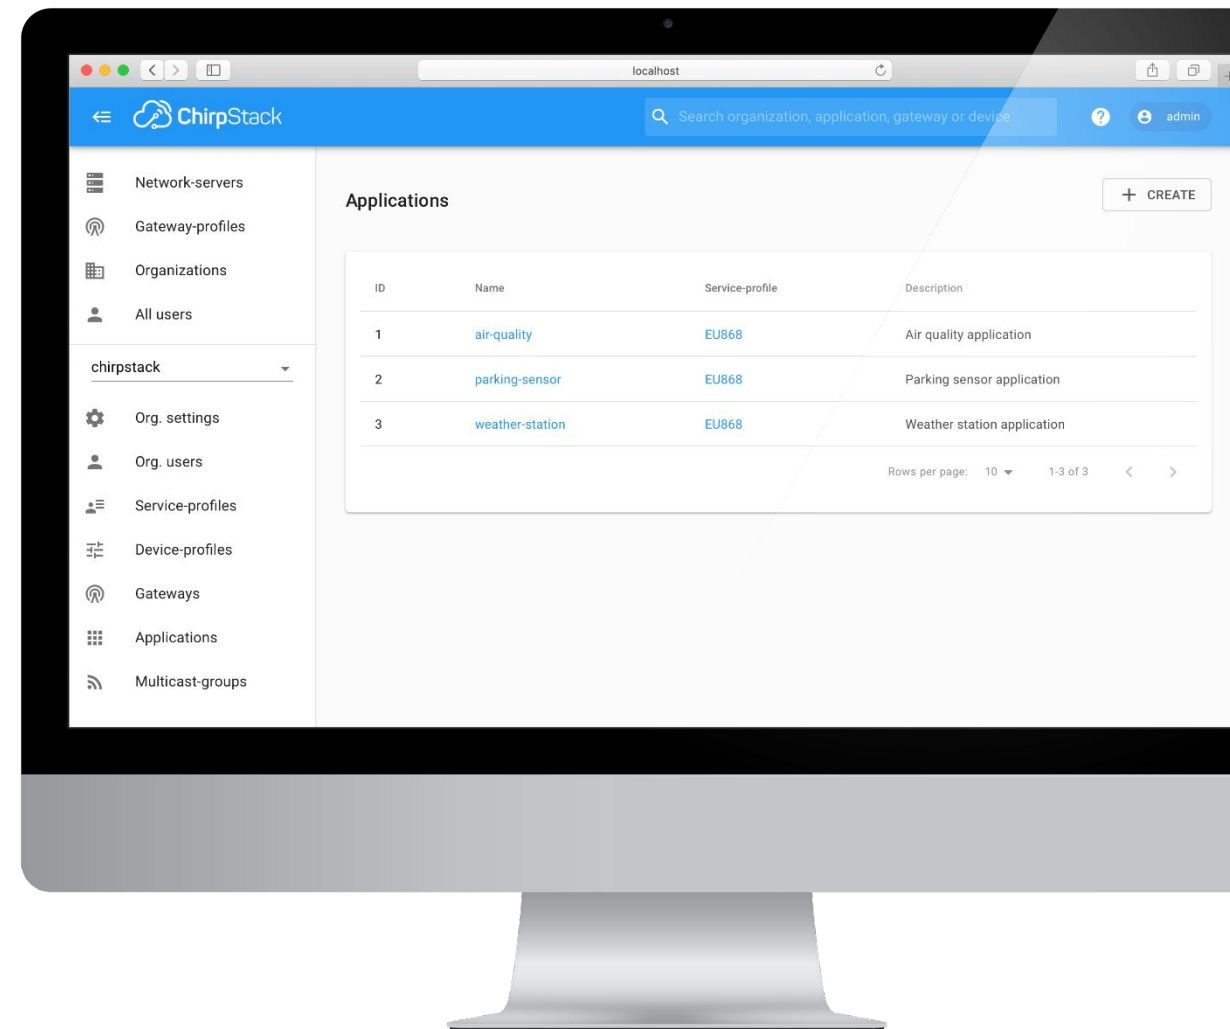 localhost
ChirpStack
Search organization, application, gateway or device
? admin
Network-servers
Gateway-profiles
Organizations
All users
chirpstack
Org. settings
Org. users
Service-profiles
Device-profiles
Gateways
Applications
Multicast-groups
Applications
+ CREATE
ID Name Service-profile Description
1 air-quality EU868 Air quality application
2 parking-sensor EU868 Parking sensor application
3 weather-station EU868 Weather station application
Rows per page: 10 1-3 of 3